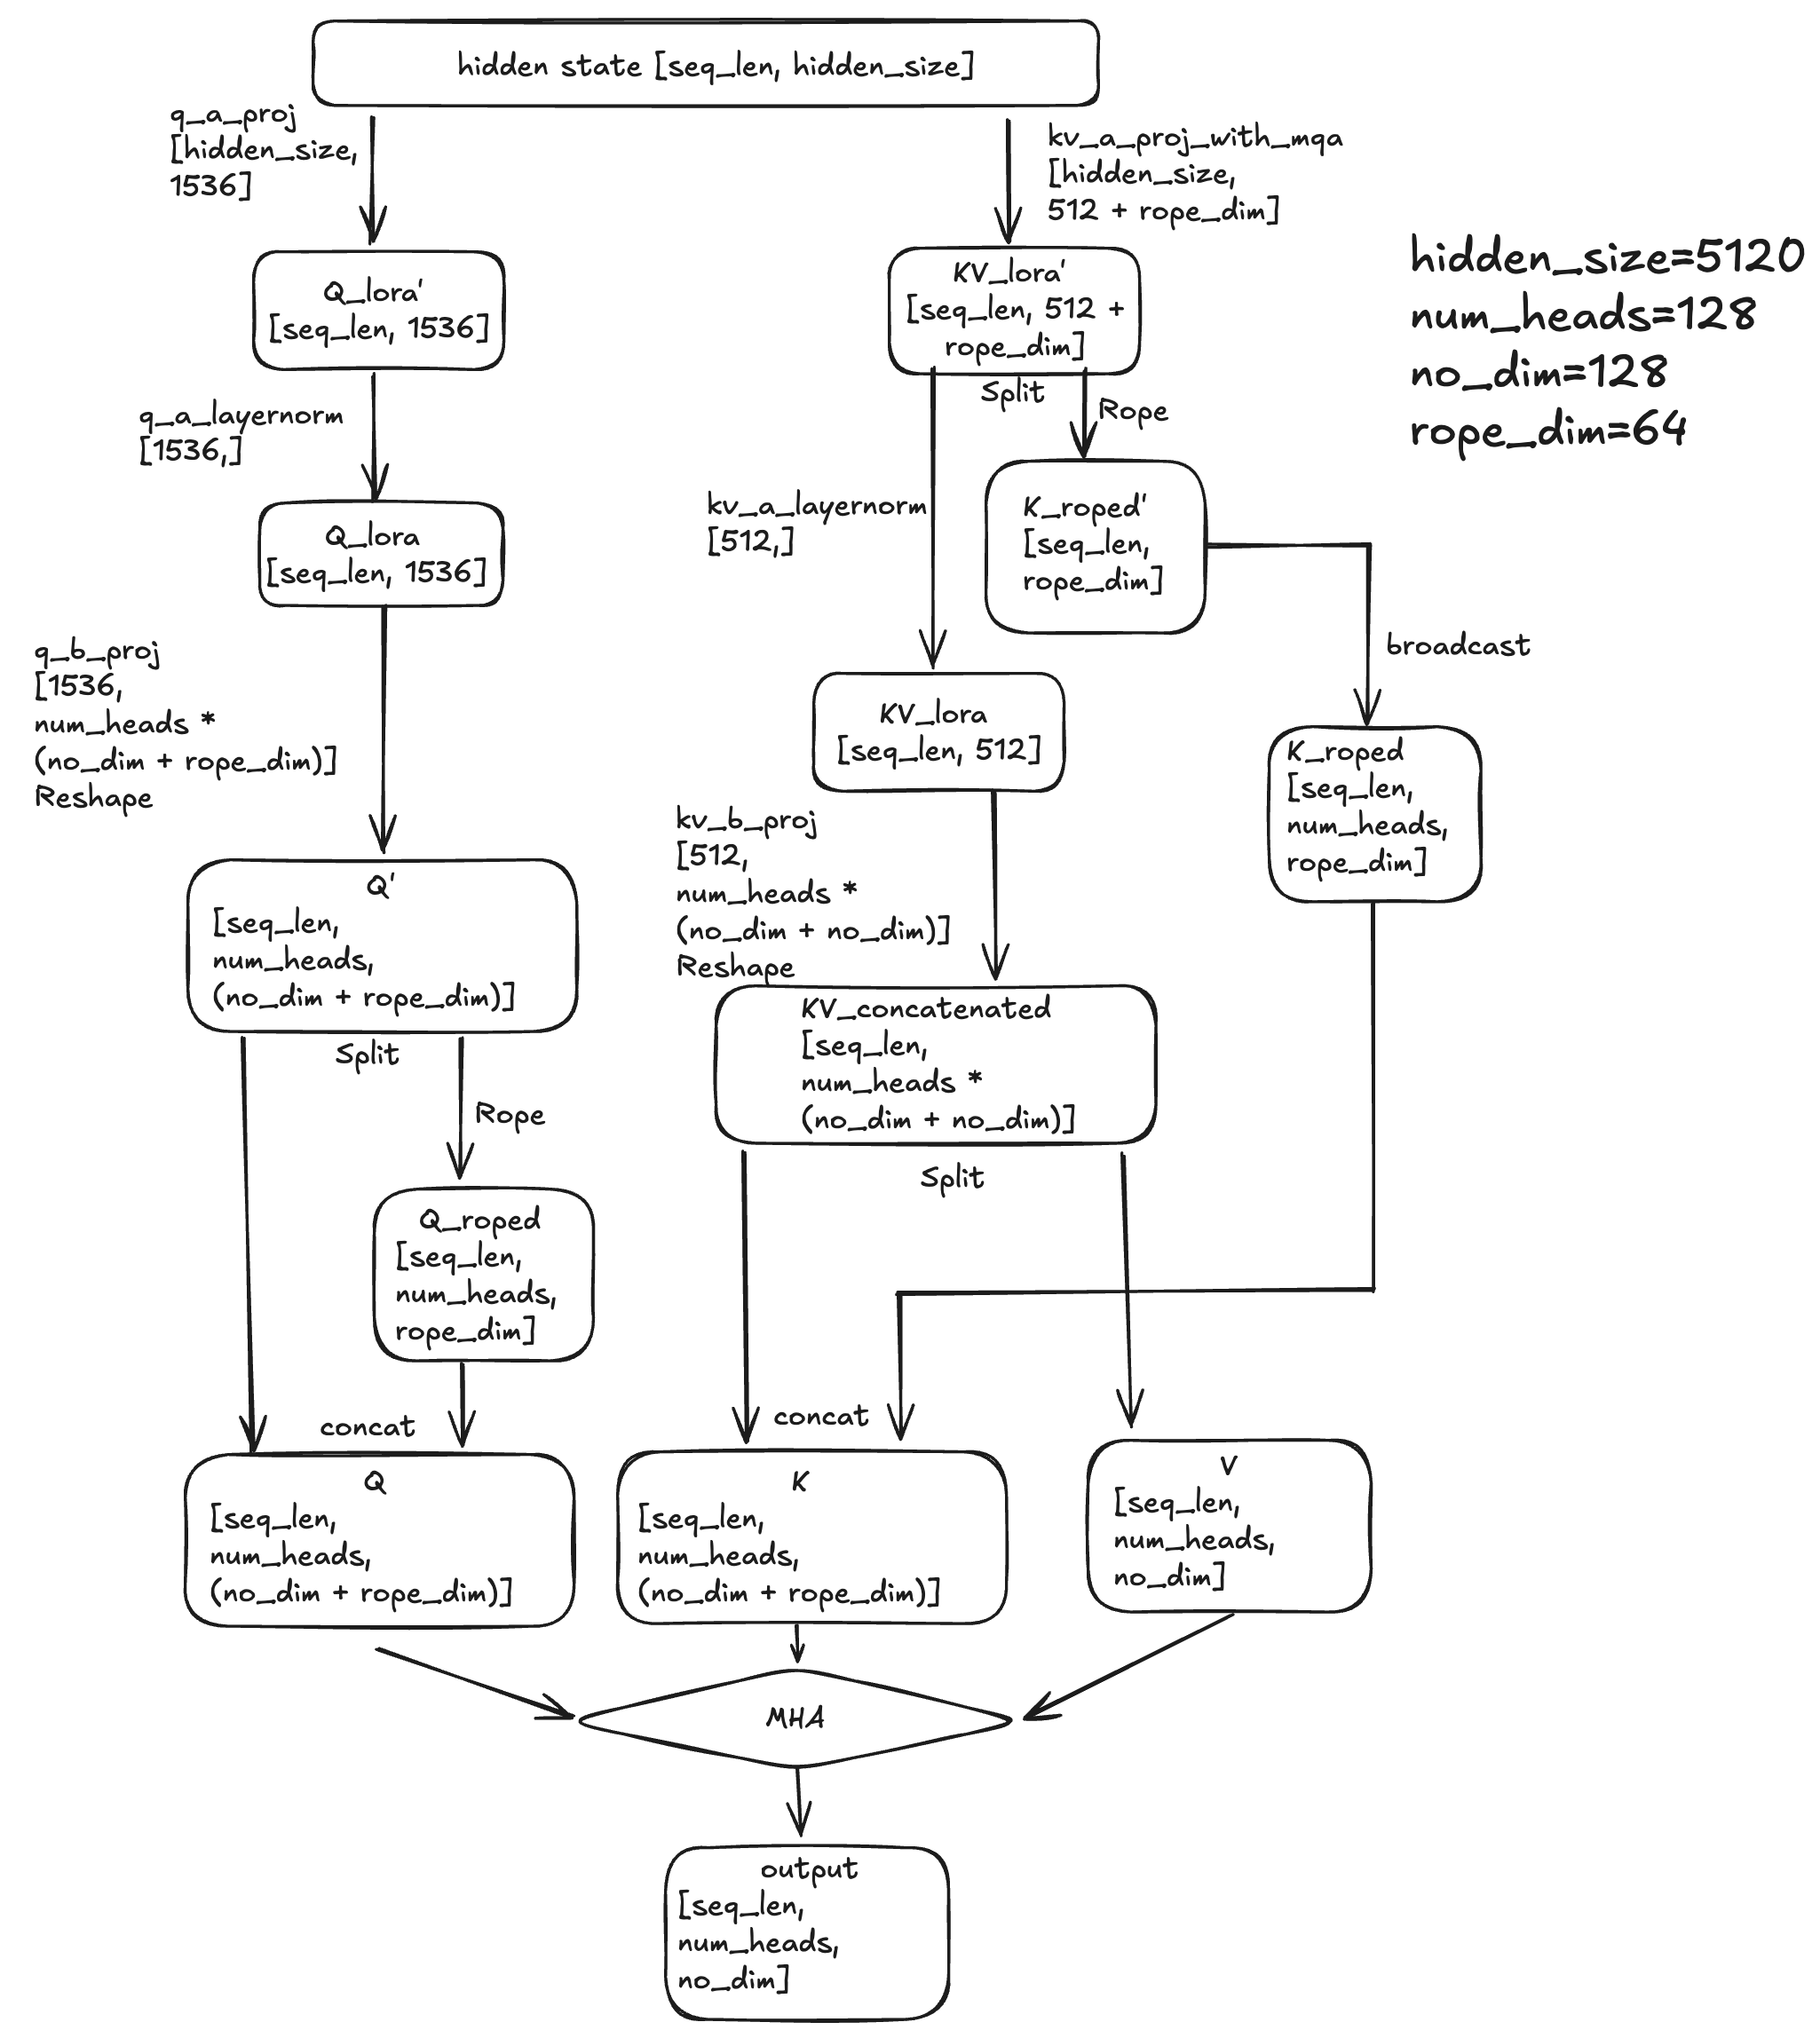 hidden state [seq_len, hidden_size]
q_a_proj
[hidden_size,
1536]
kv_a_proj_with_mqa
[hidden_size,
512 + rope_dim]
hidden_size=5120
num_heads=128
no_dim=128
rope_dim=64
Q_lora'
[seq_len, 1536]
KV_lora'
[seq_len, 512 +
rope_dim]
Split
Rope
q_a_layernorm
[1536,]
kv_a_layernorm
[512,]
K_roped'
[seq_len,
rope_dim]
Q_lora
[seq_len, 1536]
broadcast
q_b_proj
[1536,
num_heads *
(no_dim + rope_dim)]
Reshape
KV_lora
[seq_len, 512]
K_roped
[seq_len,
num_heads,
rope_dim]
kv_b_proj
[512,
num_heads *
(no_dim + no_dim)]
Reshape
Q'
[seq_len,
num_heads,
(no_dim + rope_dim)]
Split
Rope
KV_concatenated
[seq_len,
num_heads *
(no_dim + no_dim)]
Split
Q_roped
[seq_len,
num_heads,
rope_dim]
concat
concat
Q
[seq_len,
num_heads,
(no_dim + rope_dim)]
K
[seq_len,
num_heads,
(no_dim + rope_dim)]
V
[seq_len,
num_heads,
no_dim]
MHA
output
[seq_len,
num_heads,
no_dim]